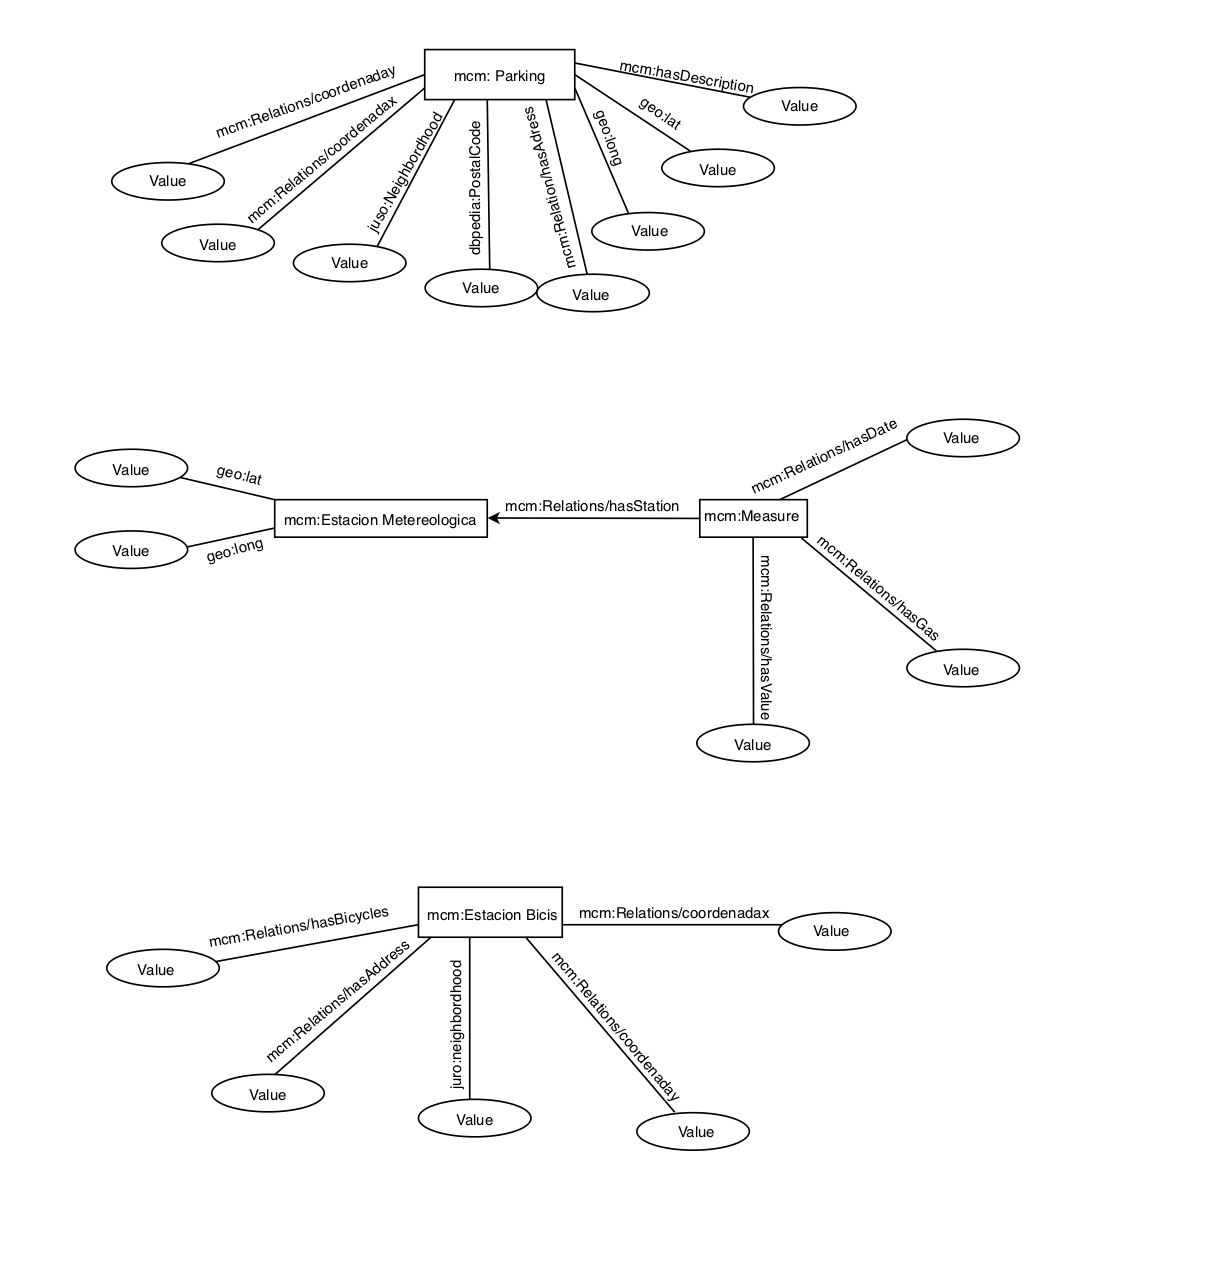 mcm: Parking
mcm:hasDescription
mcm:Relations/coordenaday
mcm:Relations/coordenadax
juso:Neighbordhood
dbpedia:PostalCode
mcm:Relation/hasAdress
geo:long
geo:lat
Value
Value
Value
Value
Value
Value
Value
Value
mcm:Relations/hasDate
Value
Value
geo:lat
mcm:Estacion Metereologica
mcm:Relations/hasStation
mcm:Measure
Value
geo:long
mcm:Relations/hasGas
mcm:Relations/hasValue
Value
Value
mcm:Estacion Bicis
mcm:Relations/hasBicycles
mcm:Relations/coordenadax
Value
Value
mcm:Relations/hasAddress
juro:neighbordhood
mcm:Relations/coordenaday
Value
Value
Value